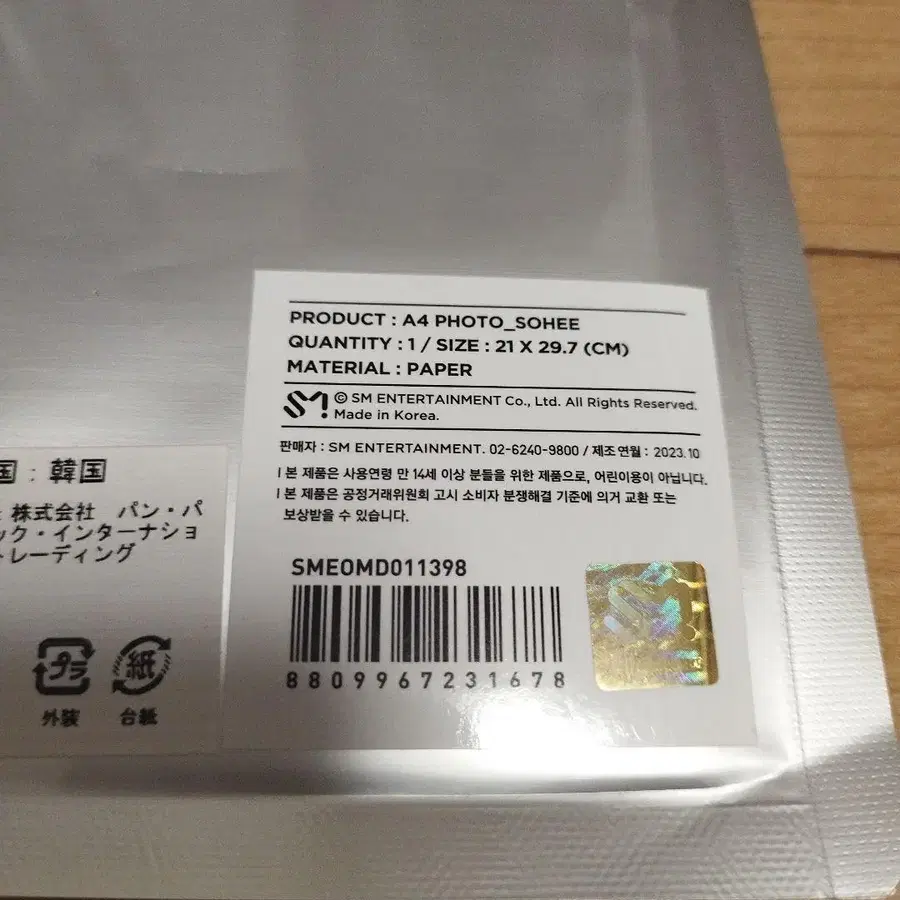 PRODUCT : A4 PHOTO_SOHEE
QUANTITY : 1 / SIZE : 21 X 29.7 (CM)
MATERIAL : PAPER
SM! © SM ENTERTAINMENT Co., Ltd. All Rights Reserved.
Made in Korea.
판매자 : SM ENTERTAINMENT. 02-6240-9800 / 제조연월 : 2023.10
| 본 제품은 사용연령 만 14세 이상 분들을 위한 제품으로, 어린이용이 아닙니다.
| 본 제품은 공정거래위원회 고시 소비자 분쟁해결 기준에 의거 교환 또는
보상받을 수 있습니다.
SMEOMD011398
8809967231678
国 : 韓国
: 株式会社 パン・パ
ック・インターナショ
トレーディング
プラ 紙
外装 台紙